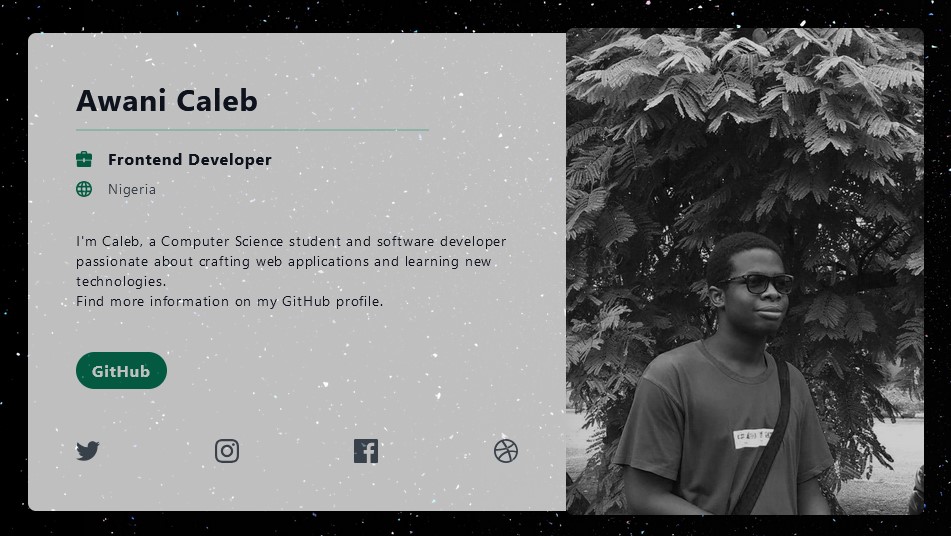 Awani Caleb
Frontend Developer
Nigeria
I'm Caleb, a Computer Science student and software developer
passionate about crafting web applications and learning new
technologies.
Find more information on my GitHub profile.
GitHub